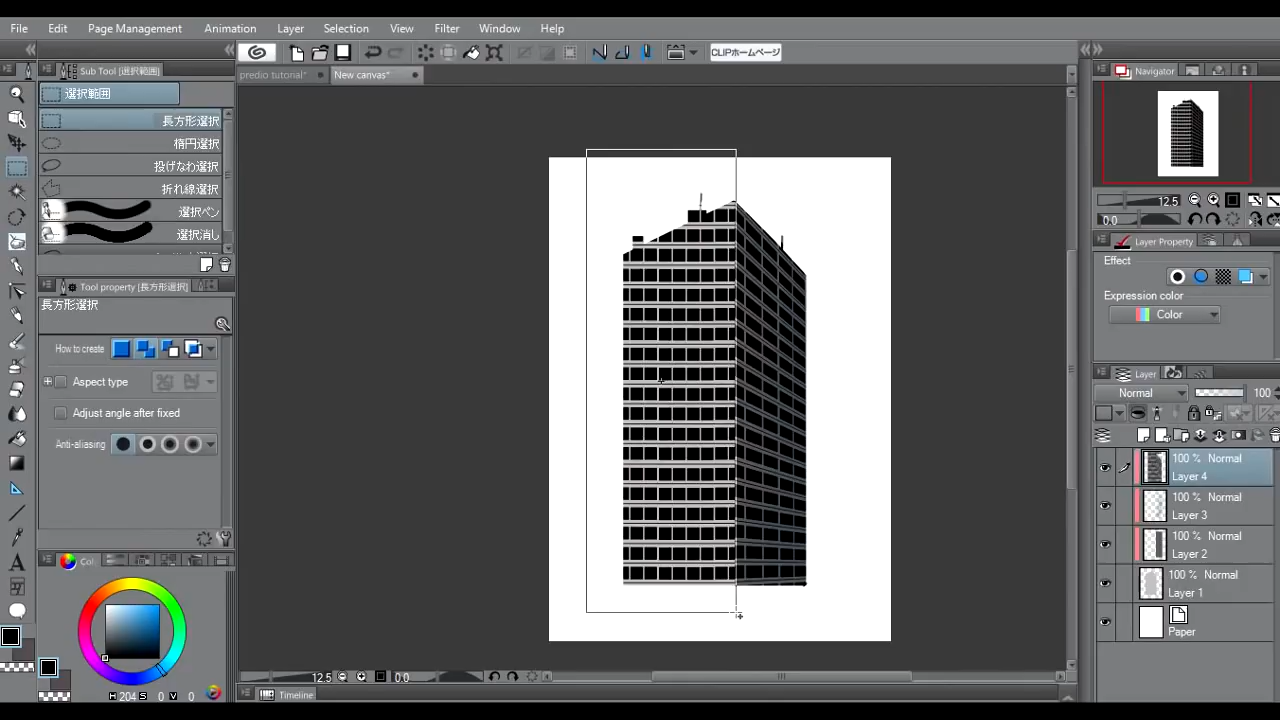 File Edit Page Management Animation Layer Selection View Filter Window Help
CLIPホームページ
Sub Tool [選択範囲]
predio tutorial*
New canvas*
選択範囲
長方形選択
楕円選択
投げなわ選択
折れ線選択
選択ペン
選択消し
Tool property [長方形選択]
長方形選択
How to create
Aspect type
Adjust angle after fixed
Anti-aliasing
Col
H 204 S 0 V 0
12.5
0.0
Timeline
Navigator
12.5
0.0
Layer Property
Effect
Expression color
Color
Layer
Normal
100
100 % Normal
Layer 4
100 % Normal
Layer 3
100 % Normal
Layer 2
100 % Normal
Layer 1
Paper